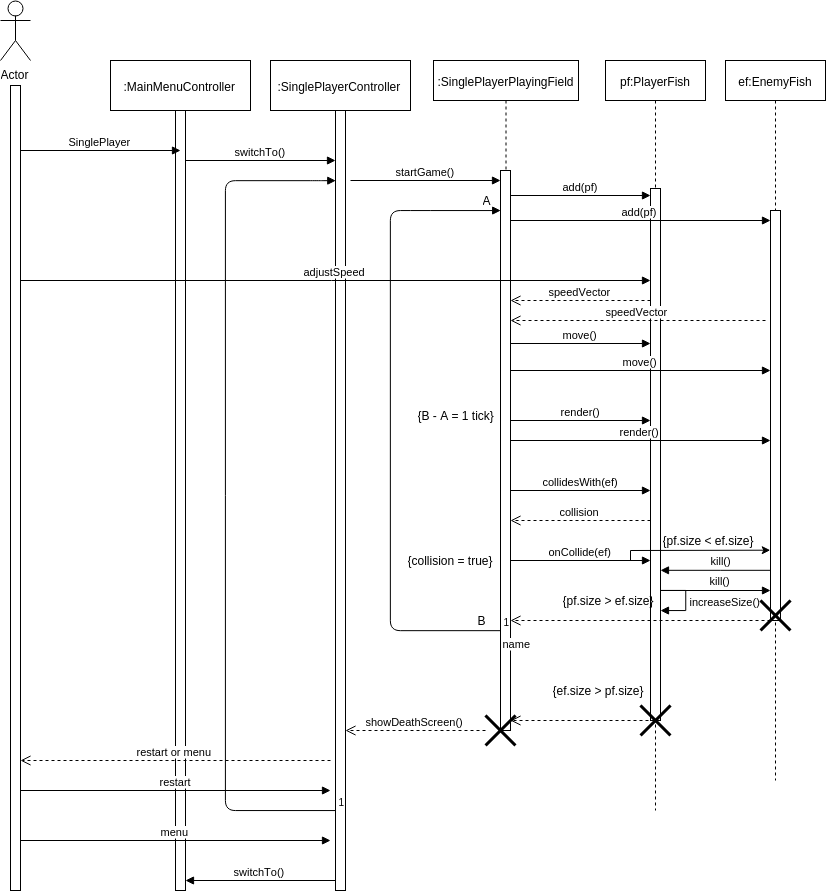 Actor
:MainMenuController
:SinglePlayerController
:SinglePlayerPlayingField
pf:PlayerFish
ef:EnemyFish
SinglePlayer
switchTo()
startGame()
add(pf)
A
add(pf)
adjustSpeed
speedVector
speedVector
move()
move()
{B - A = 1 tick}
render()
render()
collidesWith(ef)
collision
{pf.size < ef.size}
onCollide(ef)
{collision = true}
kill()
kill()
{pf.size > ef.size}
increaseSize()
B
1
name
{ef.size > pf.size}
showDeathScreen()
restart or menu
restart
1
menu
switchTo()